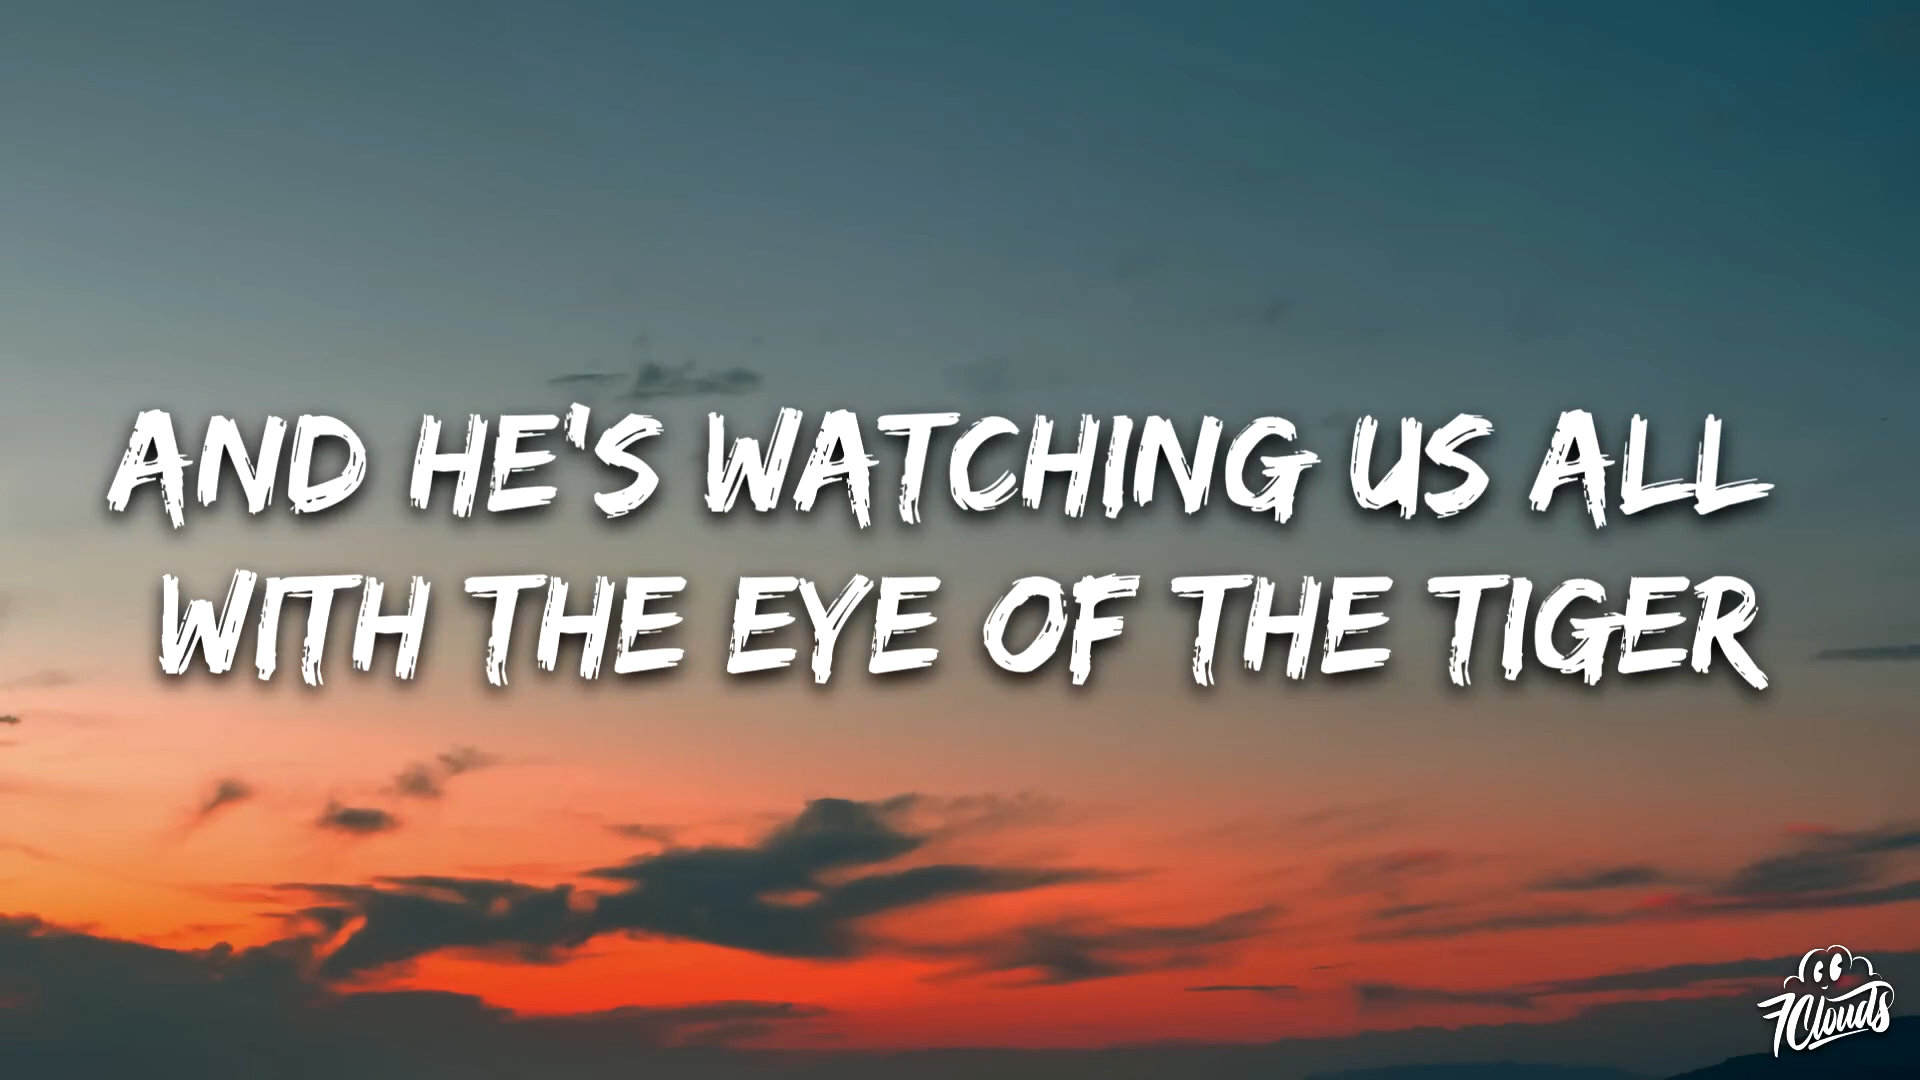 AND HE'S WATCHING US ALL
WITH THE EYE OF THE TIGER
7Clouds